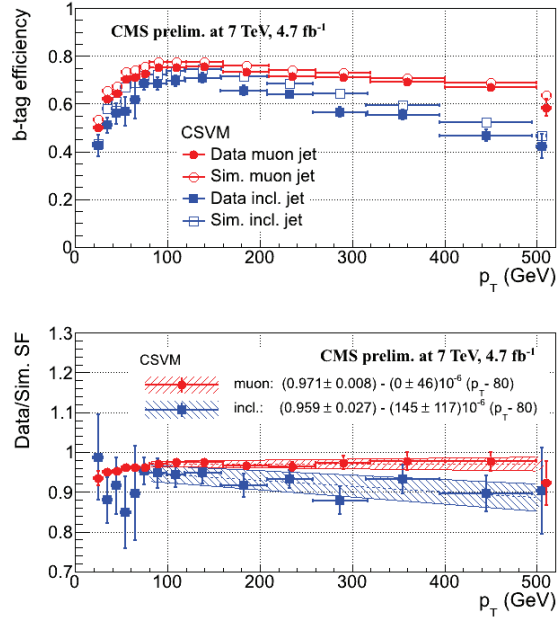 CMS prelim. at 7 TeV, 4.7 fb⁻¹
b-tag efficiency
1
0.8
0.6
0.4
0.2
0
CSVM
Data muon jet
Sim. muon jet
Data incl. jet
Sim. incl. jet
0 100 200 300 400 500
p_T (GeV)
Data/Sim. SF
1.3
1.2
1.1
1
0.9
0.8
0.7
CSVM CMS prelim. at 7 TeV, 4.7 fb⁻¹
muon: (0.971± 0.008) - (0± 46)10⁻⁶ (p_T- 80)
incl.: (0.959± 0.027) - (145± 117)10⁻⁶ (p_T- 80)
0 100 200 300 400 500
p_T (GeV)